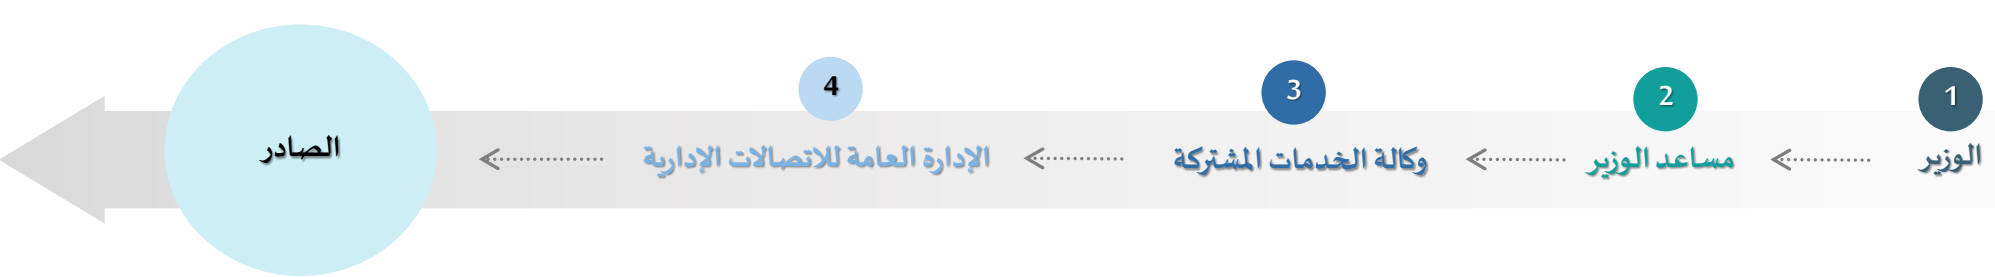 1
الوزير
2
مساعد الوزير
3
وكالة الخدمات المشتركة
4
الإدارة العامة للاتصالات الإدارية
الصادر